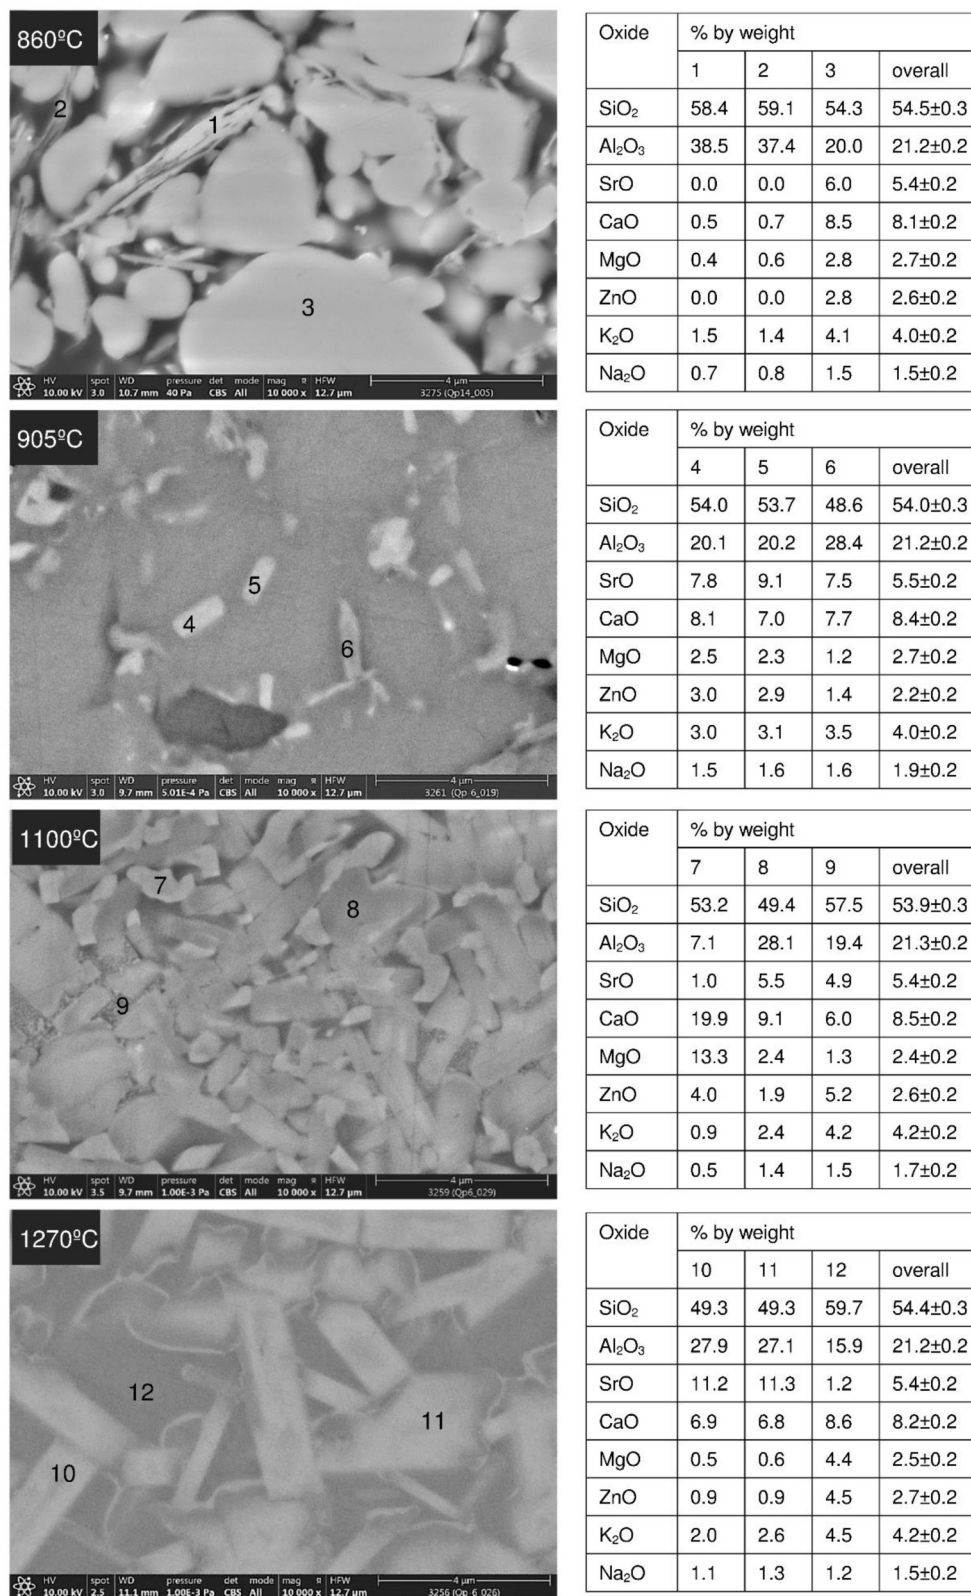 860ºC
2
1
3
HV spot WD pressure det mode mag HFW 4 µm
10.00 kV 3.0 10.7 mm 40 Pa CBS All 10 000 x 12.7 µm 3275 (Qp14_005)
Oxide % by weight
1 2 3 overall
SiO₂ 58.4 59.1 54.3 54.5±0.3
Al₂O₃ 38.5 37.4 20.0 21.2±0.2
SrO 0.0 0.0 6.0 5.4±0.2
CaO 0.5 0.7 8.5 8.1±0.2
MgO 0.4 0.6 2.8 2.7±0.2
ZnO 0.0 0.0 2.8 2.6±0.2
K₂O 1.5 1.4 4.1 4.0±0.2
Na₂O 0.7 0.8 1.5 1.5±0.2
905ºC
5
4
6
HV spot WD pressure det mode mag HFW 4 µm
10.00 kV 3.0 9.7 mm 5.01E-4 Pa CBS All 10 000 x 12.7 µm 3261 (Qp_6_019)
Oxide % by weight
4 5 6 overall
SiO₂ 54.0 53.7 48.6 54.0±0.3
Al₂O₃ 20.1 20.2 28.4 21.2±0.2
SrO 7.8 9.1 7.5 5.5±0.2
CaO 8.1 7.0 7.7 8.4±0.2
MgO 2.5 2.3 1.2 2.7±0.2
ZnO 3.0 2.9 1.4 2.2±0.2
K₂O 3.0 3.1 3.5 4.0±0.2
Na₂O 1.5 1.6 1.6 1.9±0.2
1100ºC
7
8
9
HV spot WD pressure det mode mag HFW 4 µm
10.00 kV 3.5 9.7 mm 1.00E-3 Pa CBS All 10 000 x 12.7 µm 3259 (Qp6_029)
Oxide % by weight
7 8 9 overall
SiO₂ 53.2 49.4 57.5 53.9±0.3
Al₂O₃ 7.1 28.1 19.4 21.3±0.2
SrO 1.0 5.5 4.9 5.4±0.2
CaO 19.9 9.1 6.0 8.5±0.2
MgO 13.3 2.4 1.3 2.4±0.2
ZnO 4.0 1.9 5.2 2.6±0.2
K₂O 0.9 2.4 4.2 4.2±0.2
Na₂O 0.5 1.4 1.5 1.7±0.2
1270ºC
12
11
10
HV spot WD pressure det mode mag HFW 4 µm
10.00 kV 2.5 11.1 mm 1.00E-3 Pa CBS All 10 000 x 12.7 µm 3256 (Qp_6_026)
Oxide % by weight
10 11 12 overall
SiO₂ 49.3 49.3 59.7 54.4±0.3
Al₂O₃ 27.9 27.1 15.9 21.2±0.2
SrO 11.2 11.3 1.2 5.4±0.2
CaO 6.9 6.8 8.6 8.2±0.2
MgO 0.5 0.6 4.4 2.5±0.2
ZnO 0.9 0.9 4.5 2.7±0.2
K₂O 2.0 2.6 4.5 4.2±0.2
Na₂O 1.1 1.3 1.2 1.5±0.2